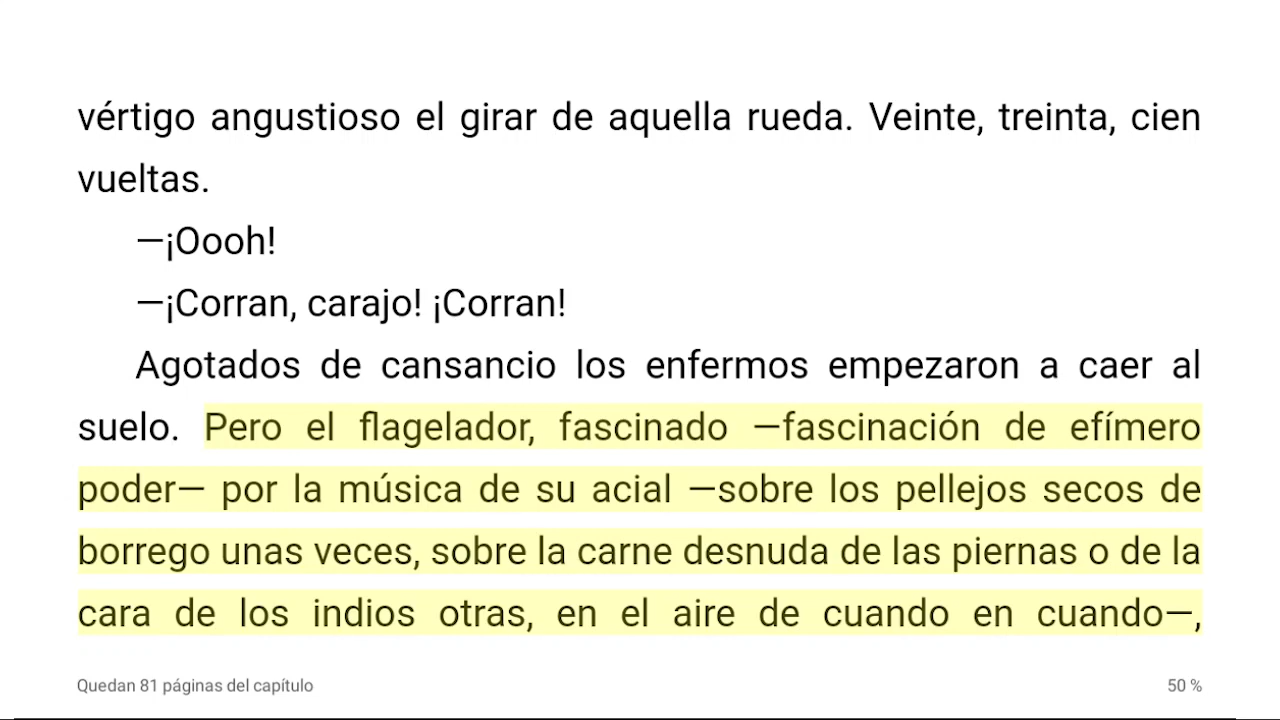 vértigo angustioso el girar de aquella rueda. Veinte, treinta, cien
vueltas.
—¡Oooh!
—¡Corran, carajo! ¡Corran!
Agotados de cansancio los enfermos empezaron a caer al
suelo. Pero el flagelador, fascinado —fascinación de efímero
poder— por la música de su acial —sobre los pellejos secos de
borrego unas veces, sobre la carne desnuda de las piernas o de la
cara de los indios otras, en el aire de cuando en cuando—,
Quedan 81 páginas del capítulo
50 %